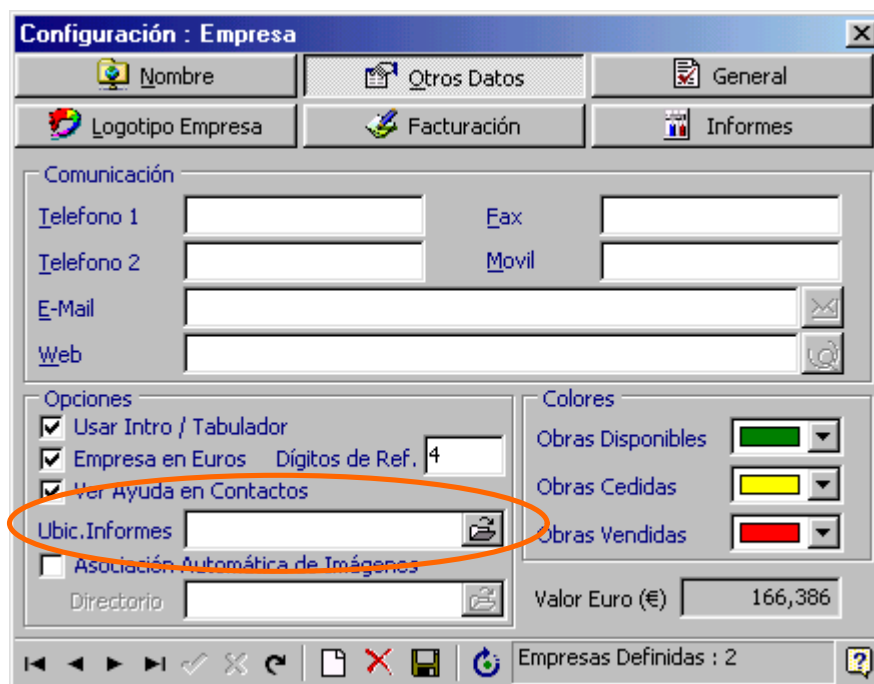 Configuración : Empresa
Nombre Otros Datos General
Logotipo Empresa Facturación Informes
Comunicación
Telefono 1 Fax
Telefono 2 Movil
E-Mail
Web
Opciones Colores
Usar Intro / Tabulador
Empresa en Euros Dígitos de Ref. 4 Obras Disponibles
Ver Ayuda en Contactos Obras Cedidas
Ubic.Informes Obras Vendidas
Asociación Automática de Imágenes
Directorio Valor Euro (€) 166,386
Empresas Definidas : 2